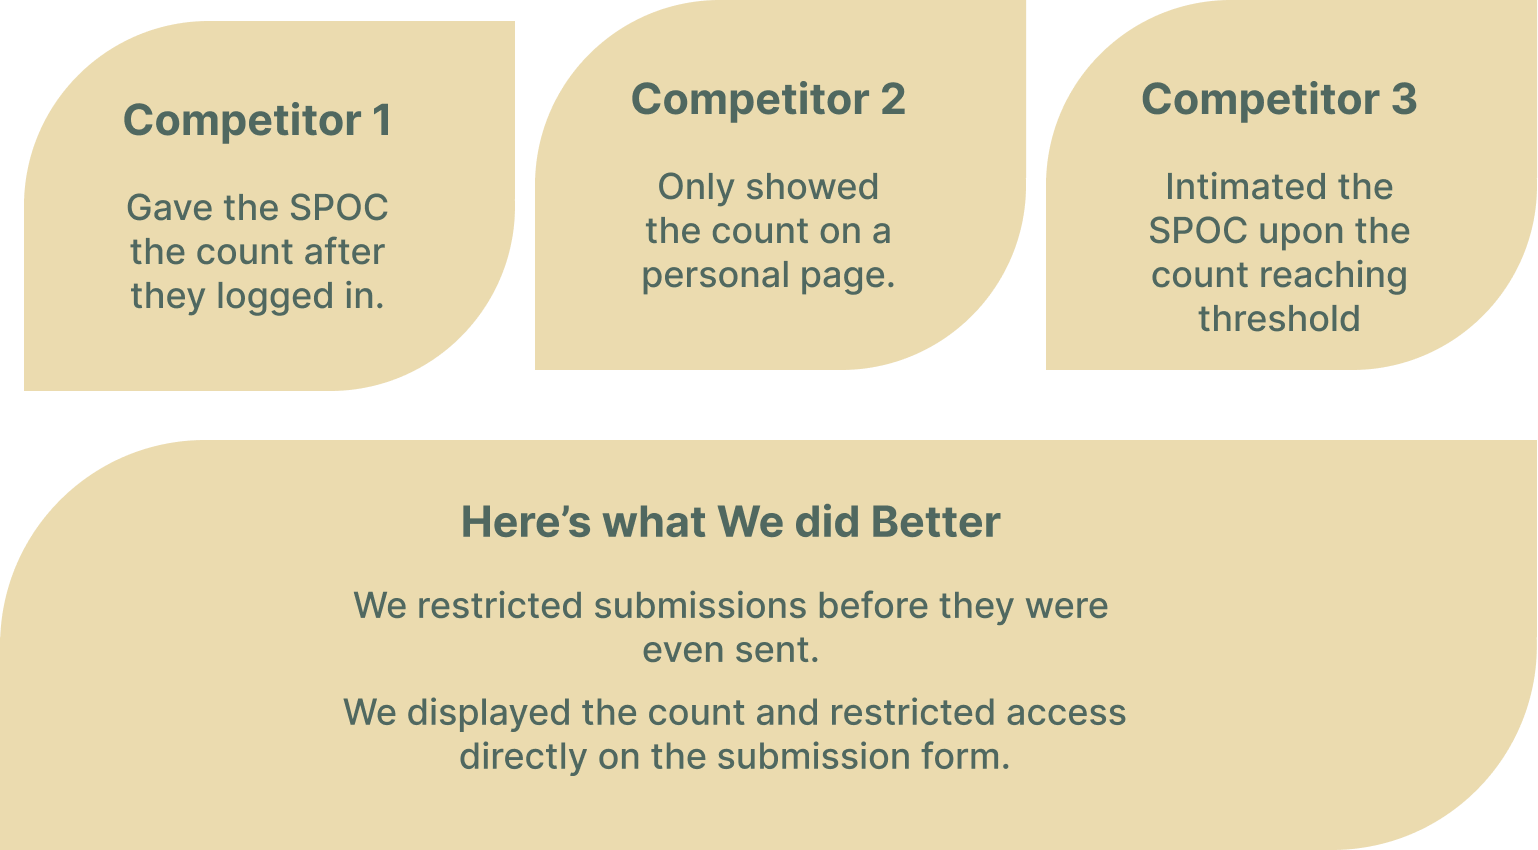 Competitor 1
Gave the SPOC
the count after
they logged in.
Competitor 2
Only showed
the count on a
personal page.
Competitor 3
Intimated the
SPOC upon the
count reaching
threshold
Here’s what We did Better
We restricted submissions before they were
even sent.
We displayed the count and restricted access
directly on the submission form.